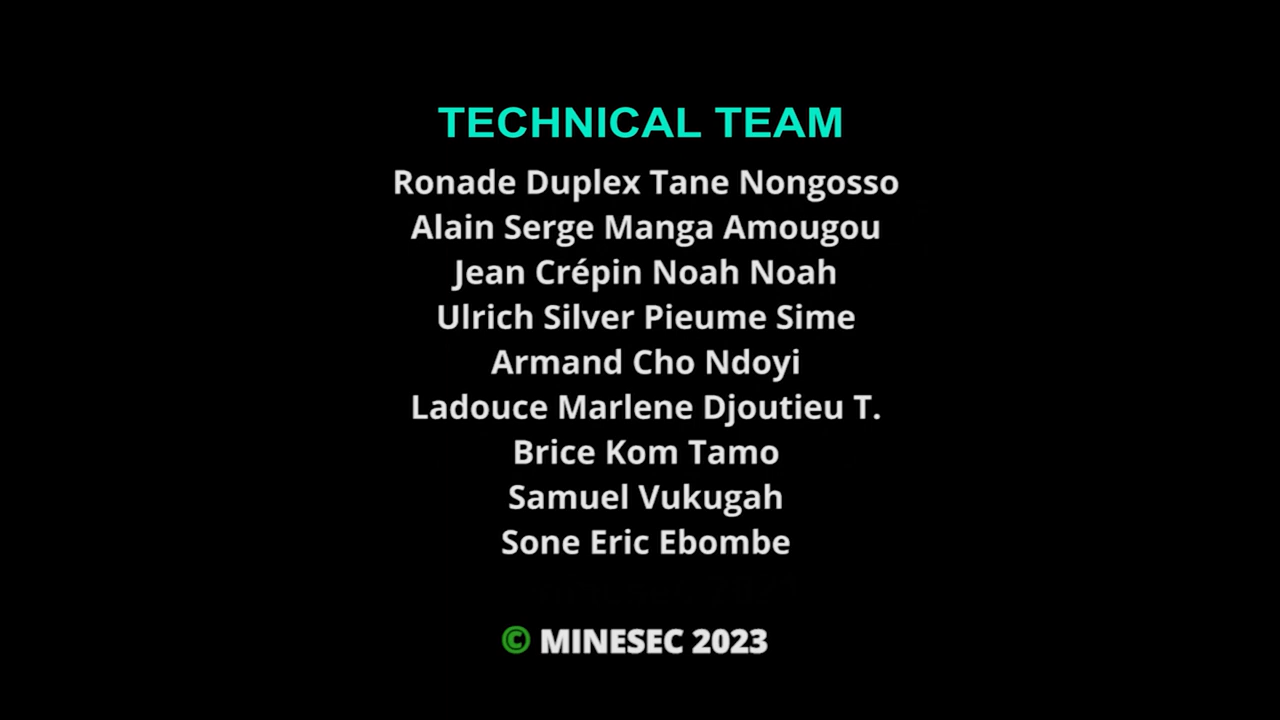 TECHNICAL TEAM
Ronade Duplex Tane Nongosso
Alain Serge Manga Amougou
Jean Crépin Noah Noah
Ulrich Silver Pieume Sime
Armand Cho Ndoyi
Ladouce Marlene Djoutieu T.
Brice Kom Tamo
Samuel Vukugah
Sone Eric Ebombe
© MINESEC 2023